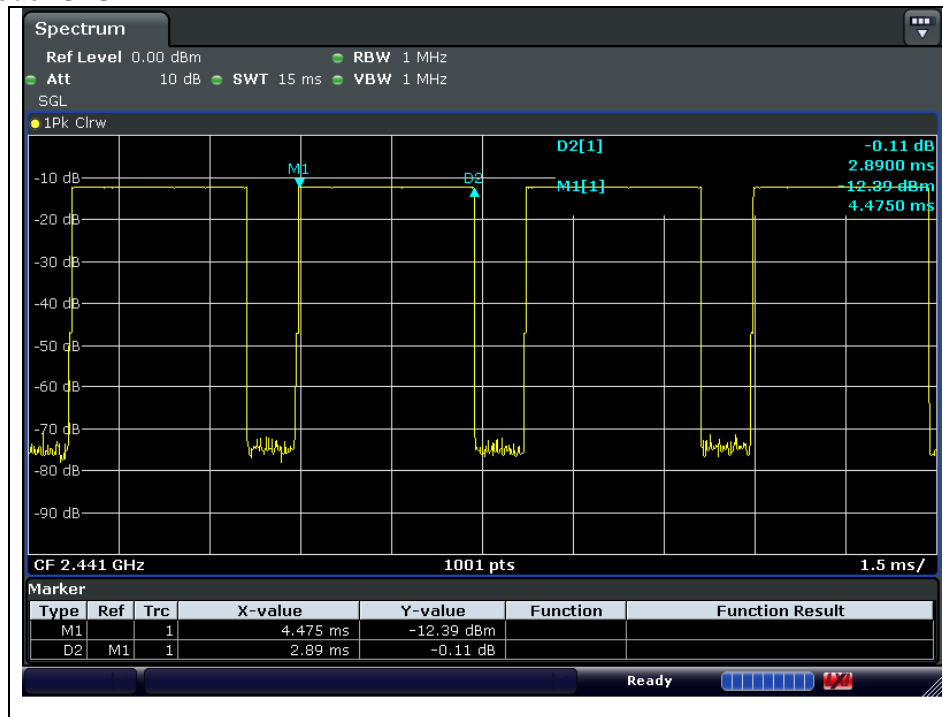 Spectrum
Ref Level 0.00 dBm RBW 1 MHz
Att 10 dB SWT 15 ms VBW 1 MHz
SGL
1Pk Clrw
D2[1] -0.11 dB
2.8900 ms
M1[1] -12.39 dBm
4.4750 ms
M1
D2
-10 dB
-20 dB
-30 dB
-40 dB
-50 dB
-60 dB
-70 dB
-80 dB
-90 dB
CF 2.441 GHz 1001 pts 1.5 ms/
Marker
Type Ref Trc X-value Y-value Function Function Result
M1 1 4.475 ms -12.39 dBm
D2 M1 1 2.89 ms -0.11 dB
Ready